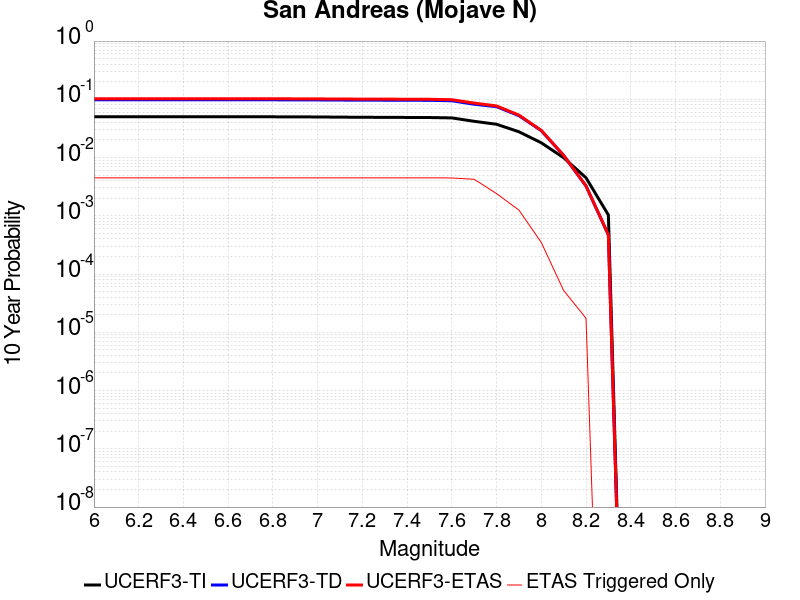 San Andreas (Mojave N)
10 0
10 -1
10 -2
10 -3
10 -4
10 -5
10 -6
10 -7
10 -8
10 Year Probability
6 6.2 6.4 6.6 6.8 7 7.2 7.4 7.6 7.8 8 8.2 8.4 8.6 8.8 9
Magnitude
UCERF3-TI UCERF3-TD UCERF3-ETAS ETAS Triggered Only